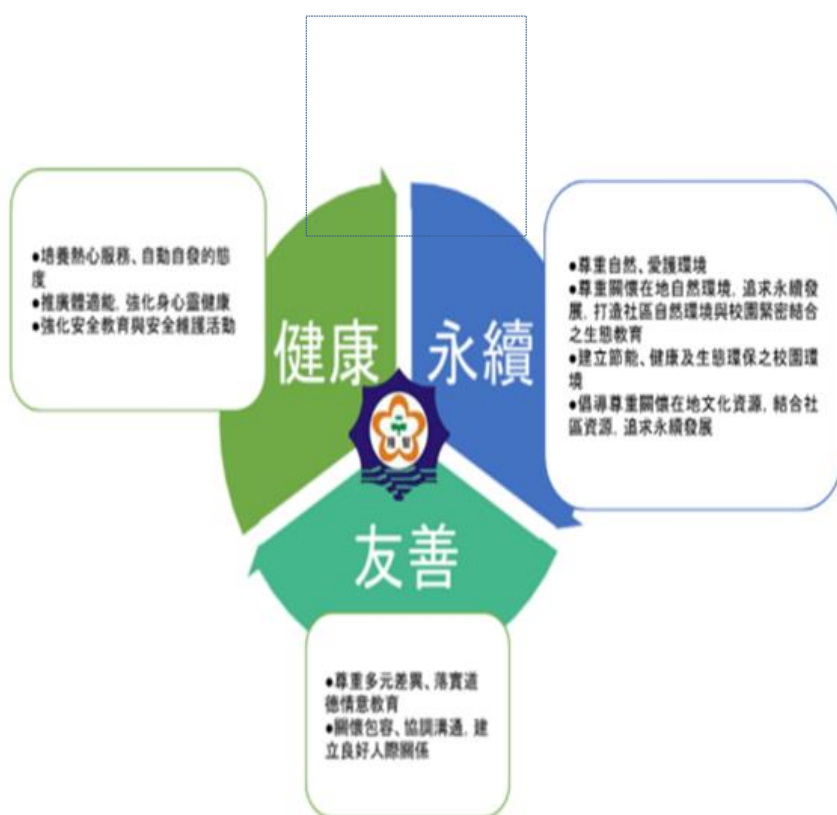 ●培養熱心服務、自動自發的態
度
●推廣體適能，強化身心靈健康
●強化安全教育與安全維護活動
健康
永續
●尊重自然、愛護環境
●尊重關懷在地自然環境，追求永續發
展，打造社區自然環境與校園緊密結合
之生態教育
●建立節能、健康及生態環保之校園環
境
●倡導尊重關懷在地文化資源，結合社
區資源，追求永續發展
友善
●尊重多元差異、落實道
德情意教育
●關懷包容、協調溝通，建
立良好人際關係